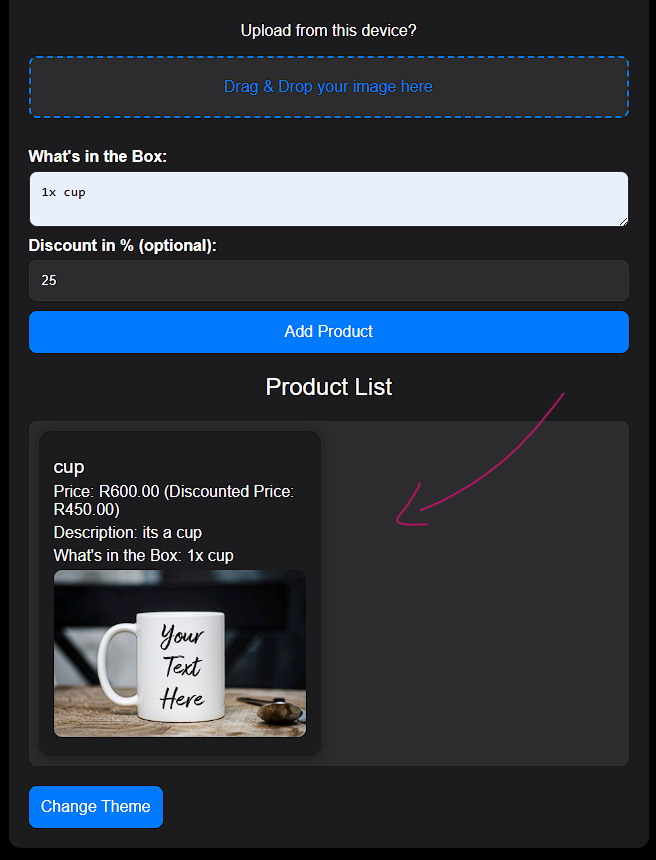 Upload from this device?
Drag & Drop your image here
What's in the Box:
1x cup
Discount in % (optional):
25
Add Product
Product List
cup
Price: R600.00 (Discounted Price:
R450.00)
Description: its a cup
What's in the Box: 1x cup
Your
Text
Here
Change Theme